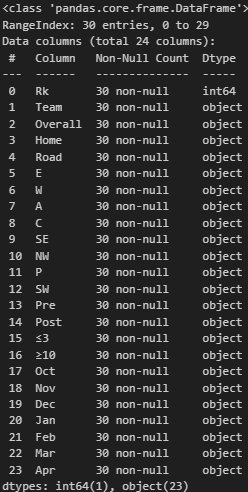 <class 'pandas.core.frame.DataFrame'>
RangeIndex: 30 entries, 0 to 29
Data columns (total 24 columns):
 #   Column   Non-Null Count  Dtype
---  ------   --------------  -----
 0   Rk       30 non-null     int64
 1   Team     30 non-null     object
 2   Overall  30 non-null     object
 3   Home     30 non-null     object
 4   Road     30 non-null     object
 5   E        30 non-null     object
 6   W        30 non-null     object
 7   A        30 non-null     object
 8   C        30 non-null     object
 9   SE       30 non-null     object
 10  NW       30 non-null     object
 11  P        30 non-null     object
 12  SW       30 non-null     object
 13  Pre      30 non-null     object
 14  Post     30 non-null     object
 15  ≤3       30 non-null     object
 16  ≥10      30 non-null     object
 17  Oct      30 non-null     object
 18  Nov      30 non-null     object
 19  Dec      30 non-null     object
 20  Jan      30 non-null     object
 21  Feb      30 non-null     object
 22  Mar      30 non-null     object
 23  Apr      30 non-null     object
dtypes: int64(1), object(23)